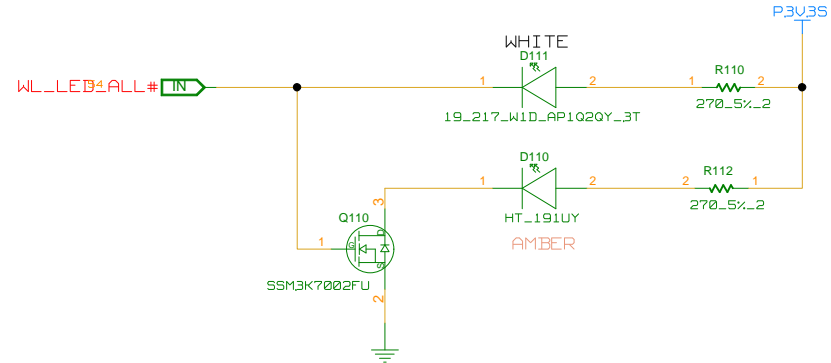 P3V3S
WHITE
D111
R110
WL_LED_ALL#
IN
1
2
1
2
270_5%_2
19_217_W1D_AP1Q2QY_3T
D110
R112
1
2
2
1
HT_191UY
270_5%_2
3
Q110
AMBER
D
1
G
S
SSM3K7002FU
2